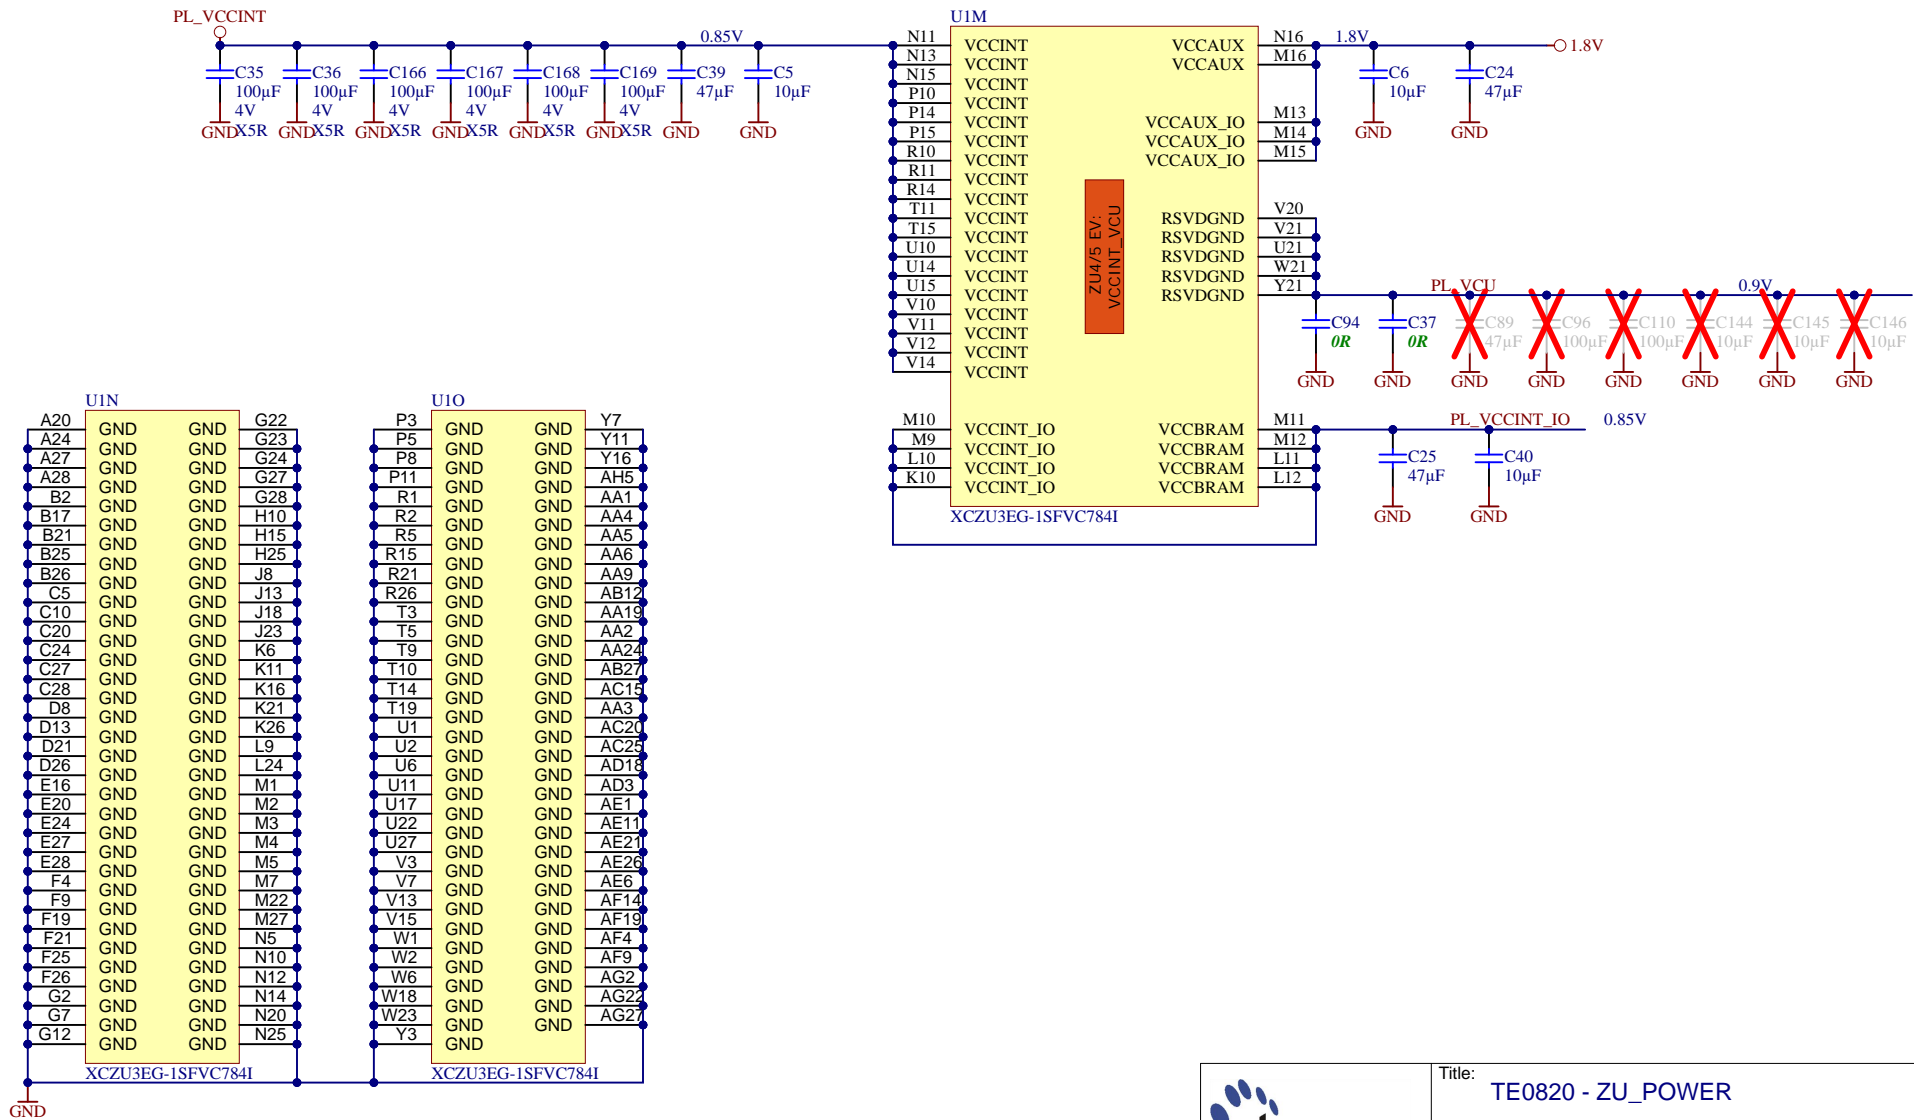 PL_VCCINT
0.85V
C35 C36 C166 C167 C168 C169 C39 C5
100µF 100µF 100µF 100µF 100µF 100µF 47µF 10µF
4V 4V 4V 4V 4V 4V
X5R X5R X5R X5R X5R X5R
GND GND GND GND GND GND GND GND
U1M
N11 VCCINT VCCAUX N16 1.8V 1.8V
N13 VCCINT VCCAUX M16
N15 VCCINT
P10 VCCINT
P14 VCCINT VCCAUX_IO M13
P15 VCCINT VCCAUX_IO M14
R10 VCCINT VCCAUX_IO M15
R11 VCCINT
R14 VCCINT
T11 VCCINT RSVDGND V20
T15 VCCINT RSVDGND V21
U10 VCCINT RSVDGND U21
U14 VCCINT RSVDGND W21
U15 VCCINT RSVDGND Y21
V10 VCCINT
V11 VCCINT
V12 VCCINT
V14 VCCINT
ZU4/5 EV:
VCCINT_VCU
M10 VCCINT_IO VCCBRAM M11
M9 VCCINT_IO VCCBRAM M12
L10 VCCINT_IO VCCBRAM L11
K10 VCCINT_IO VCCBRAM L12
XCZU3EG-1SFVC784I
C6 C24
10µF 47µF
GND GND
PL_VCU 0.9V
C94 C37 C89 C96 C110 C144 C145 C146
0R 0R 47µF 100µF 100µF 10µF 10µF 10µF
GND GND GND GND GND GND GND GND
PL_VCCINT_IO 0.85V
C25 C40
47µF 10µF
GND GND
U1N
A20 GND GND G22
A24 GND GND G23
A27 GND GND G24
A28 GND GND G27
B2 GND GND G28
B17 GND GND H10
B21 GND GND H15
B25 GND GND H25
B26 GND GND J8
C5 GND GND J13
C10 GND GND J18
C20 GND GND J23
C24 GND GND K6
C27 GND GND K11
C28 GND GND K16
D8 GND GND K21
D13 GND GND K26
D21 GND GND L9
D26 GND GND L24
E16 GND GND M1
E20 GND GND M2
E24 GND GND M3
E27 GND GND M4
E28 GND GND M5
F4 GND GND M7
F9 GND GND M22
F19 GND GND M27
F21 GND GND N5
F25 GND GND N10
F26 GND GND N12
G2 GND GND N14
G7 GND GND N20
G12 GND GND N25
XCZU3EG-1SFVC784I
GND
U1O
P3 GND GND Y7
P5 GND GND Y11
P8 GND GND Y16
P11 GND GND AH5
R1 GND GND AA1
R2 GND GND AA4
R5 GND GND AA5
R15 GND GND AA6
R21 GND GND AA9
R26 GND GND AB12
T3 GND GND AA19
T5 GND GND AA2
T9 GND GND AA24
T10 GND GND AB27
T14 GND GND AC15
T19 GND GND AA3
U1 GND GND AC20
U2 GND GND AC25
U6 GND GND AD18
U11 GND GND AD3
U17 GND GND AE1
U22 GND GND AE11
U27 GND GND AE21
V3 GND GND AE26
V7 GND GND AE6
V13 GND GND AF14
V15 GND GND AF19
W1 GND GND AF4
W2 GND GND AF9
W6 GND GND AG2
W18 GND GND AG22
W23 GND GND AG27
Y3 GND
XCZU3EG-1SFVC784I
Title:
TE0820 - ZU_POWER